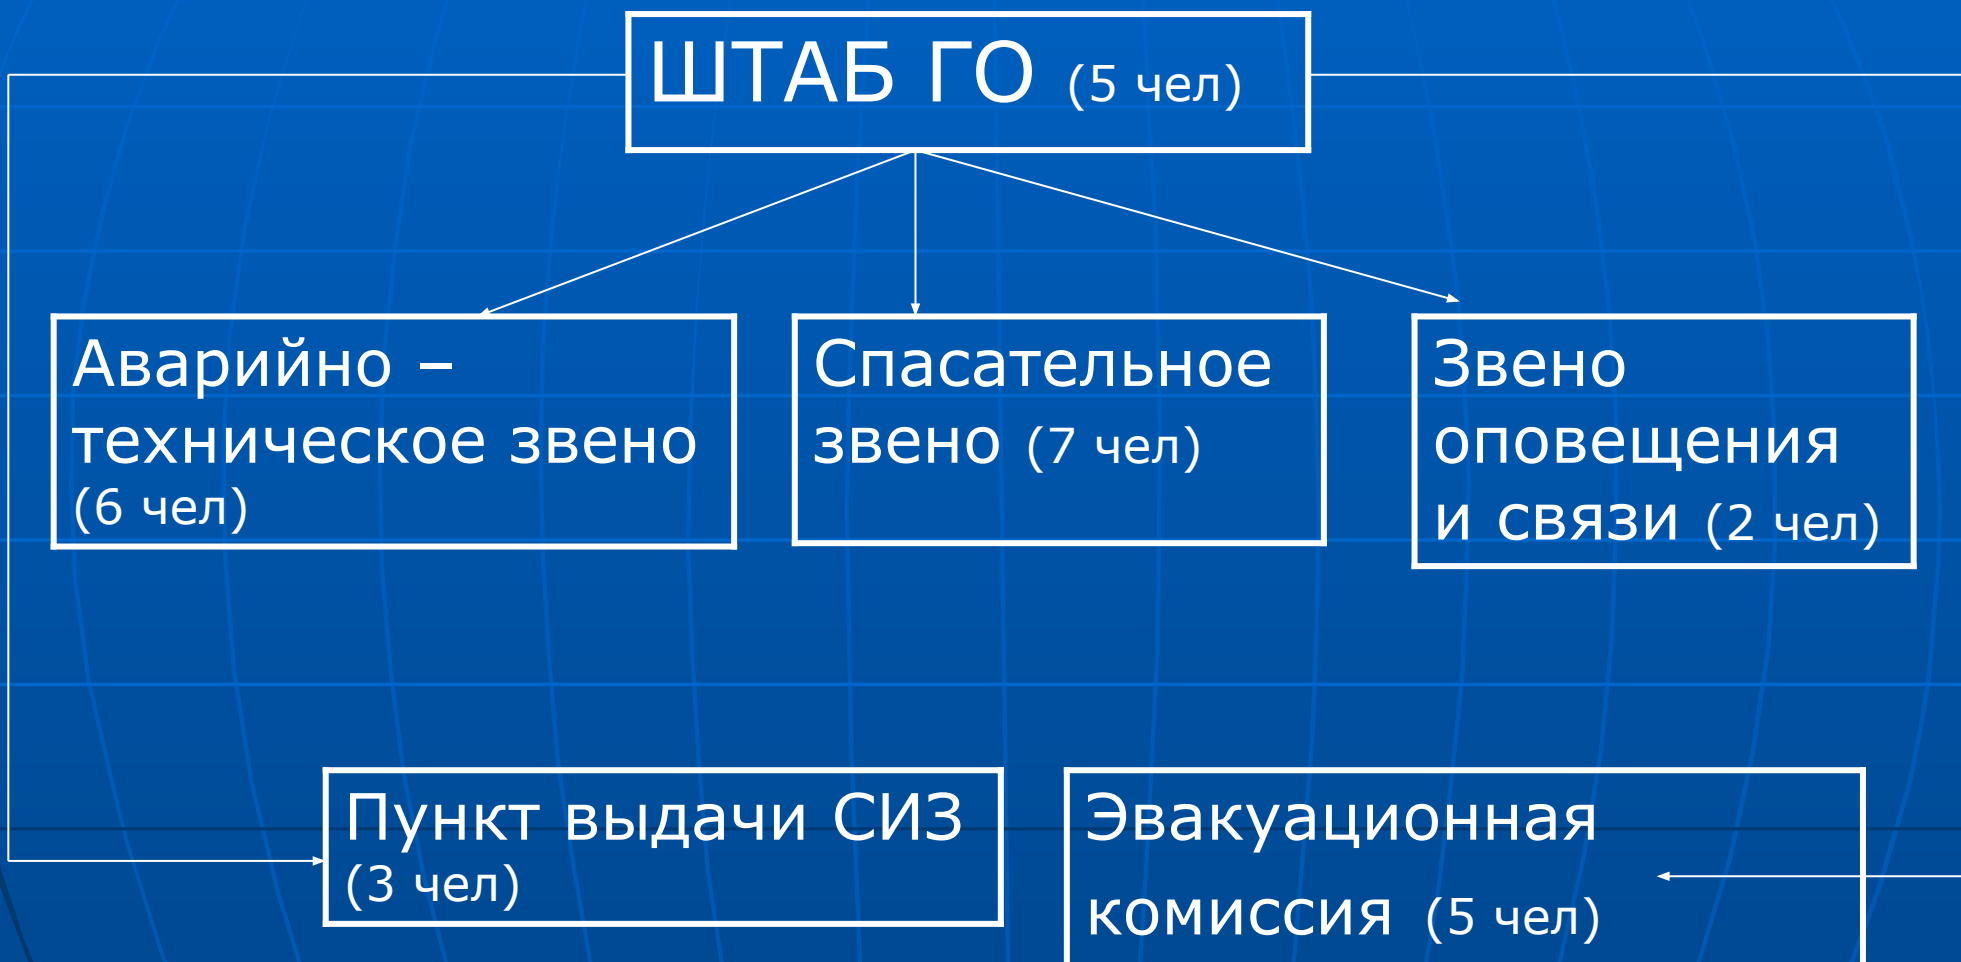 ШТАБ ГО (5 чел)
Аварийно –
техническое звено
(6 чел)
Спасательное
звено (7 чел)
Звено
оповещения
и связи (2 чел)
Пункт выдачи СИЗ
(3 чел)
Эвакуационная
комиссия (5 чел)